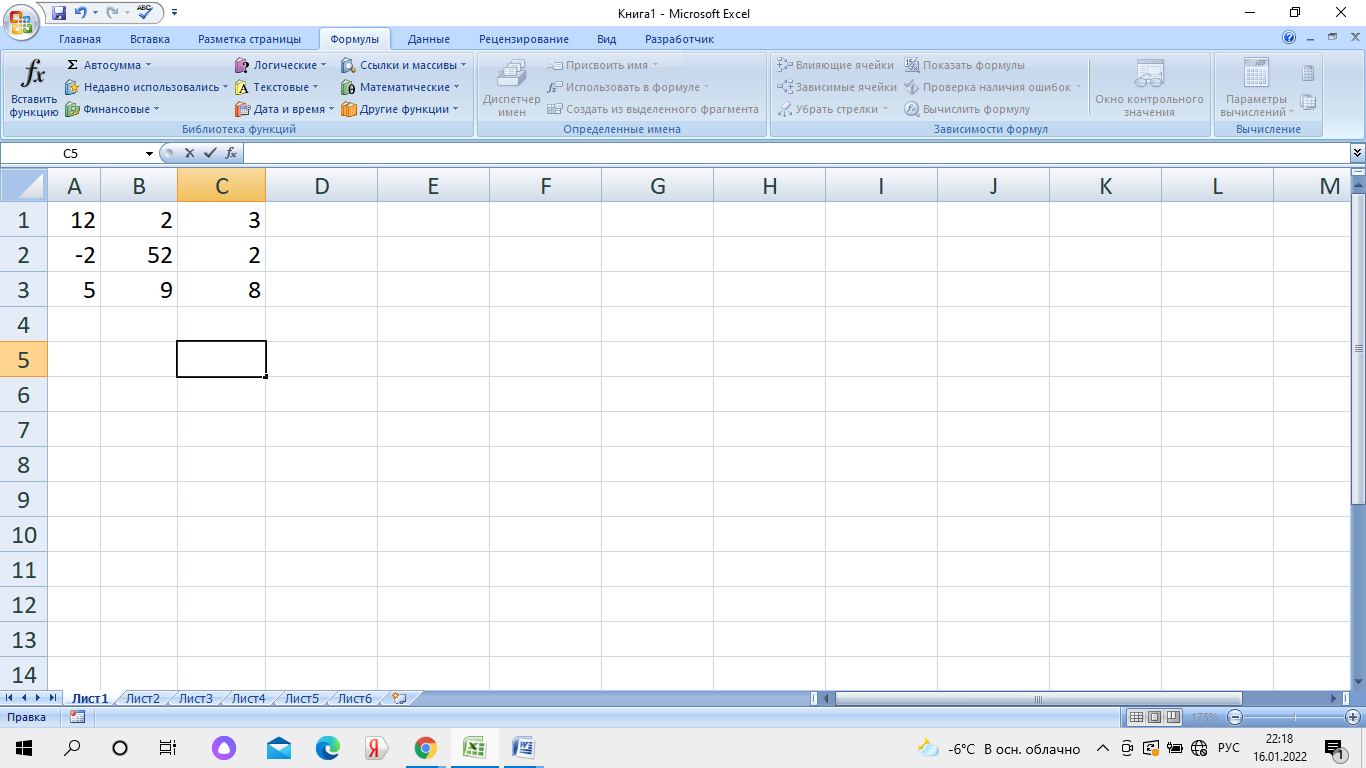 Книга1 - Microsoft Excel
Главная Вставка Разметка страницы Формулы Данные Рецензирование Вид Разработчик
fx Вставить функцию
Σ Автосумма
Недавно использовались
Финансовые
Логические
Текстовые
Дата и время
Ссылки и массивы
Математические
Другие функции
Библиотека функций
Диспетчер имен
Присвоить имя
Использовать в формуле
Создать из выделенного фрагмента
Определенные имена
Влияющие ячейки
Зависимые ячейки
Убрать стрелки
Показать формулы
Проверка наличия ошибок
Вычислить формулу
Окно контрольного значения
Зависимости формул
Параметры вычислений
Вычисление
C5 fx
A B C D E F G H I J K L M
1 12 2 3
2 -2 52 2
3 5 9 8
4
5
6
7
8
9
10
11
12
13
14
Лист1 Лист2 Лист3 Лист4 Лист5 Лист6
Правка 175%
-6°C В осн. облачно РУС 22:18
16.01.2022 1